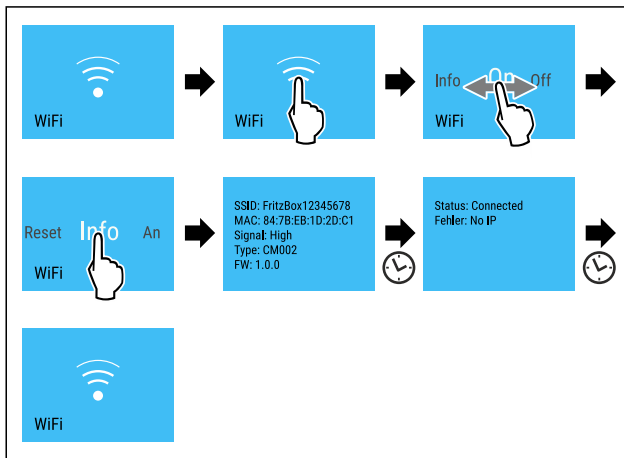 WiFi
WiFi
Info On Off
WiFi
Reset Info An
WiFi
SSID: FritzBox12345678
MAC: 84:7B:EB:1D:2D:C1
Signal: High
Type: CM002
FW: 1.0.0
Status: Connected
Fehler: No IP
WiFi